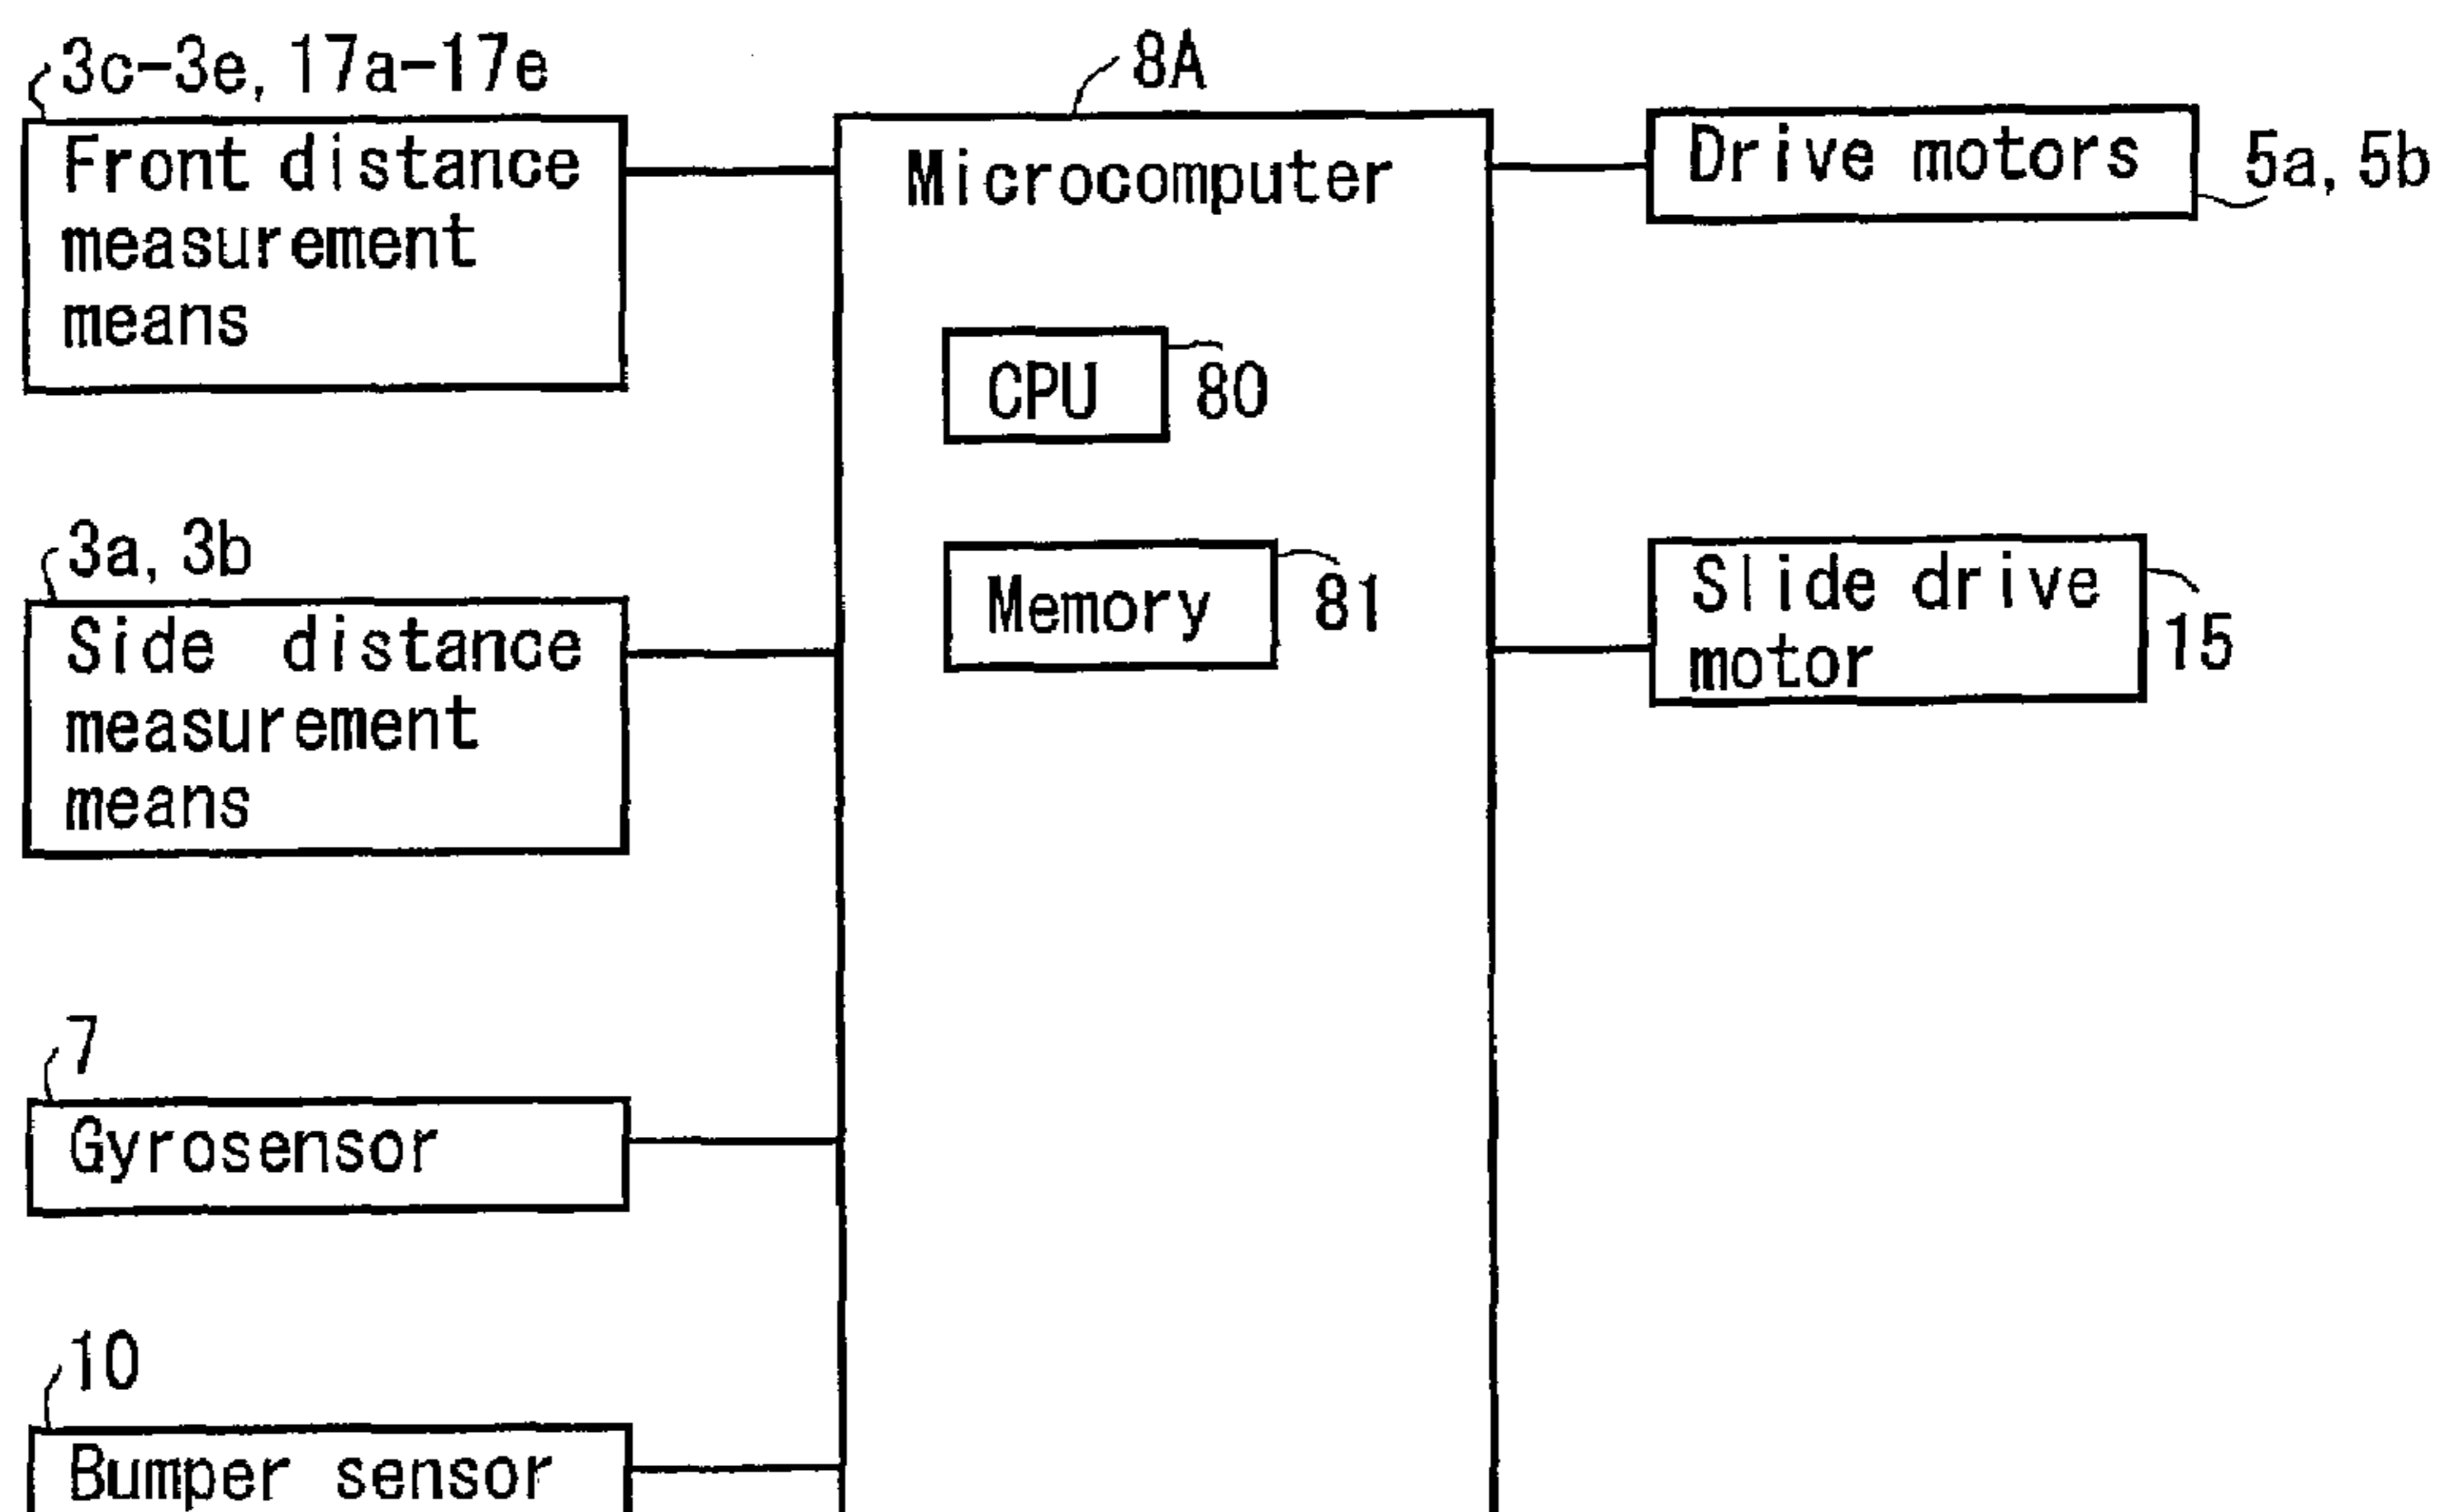 3c-3e, 17a-17e
Front distance
measurement
means
3a, 3b
Side distance
measurement
means
7
Gyrosensor
10
Bumper sensor
8A
Microcomputer
CPU
80
Memory
81
Drive motors
5a, 5b
Slide drive
motor
15